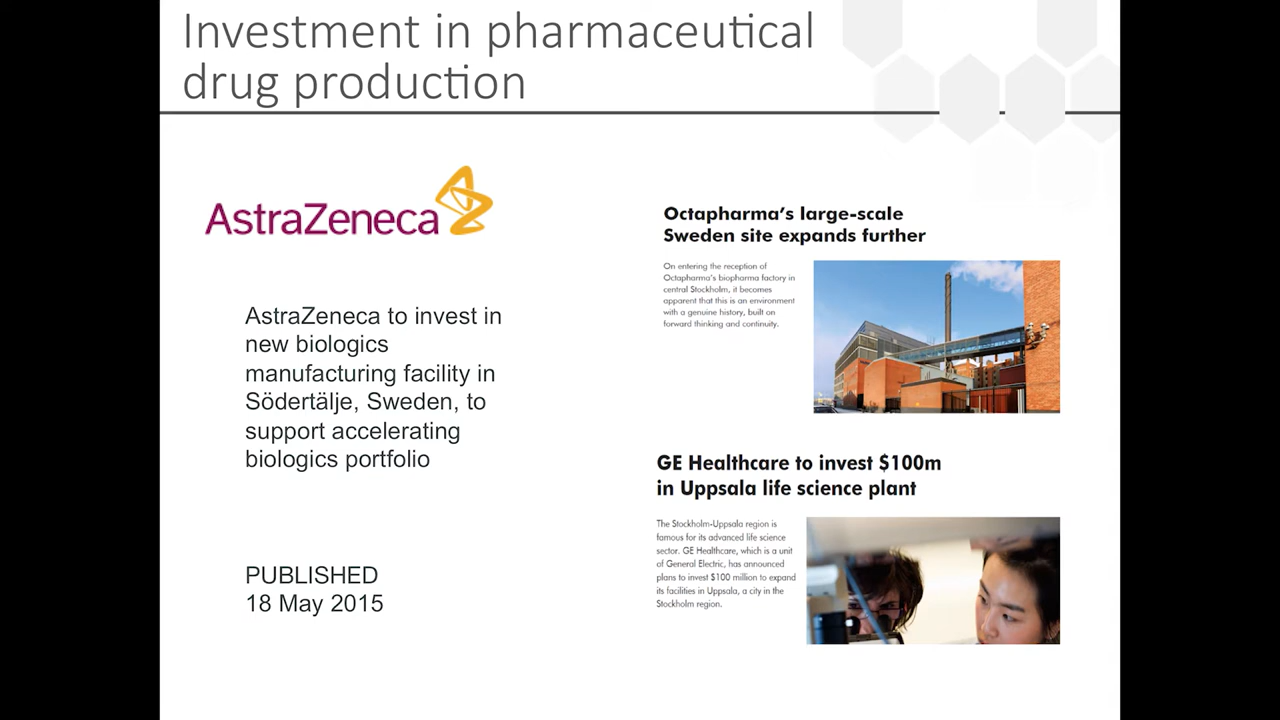 Investment in pharmaceutical
drug production
AstraZeneca
AstraZeneca to invest in
new biologics
manufacturing facility in
Södertälje, Sweden, to
support accelerating
biologics portfolio
PUBLISHED
18 May 2015
Octapharma's large-scale
Sweden site expands further
On entering the reception of
Octapharma's biopharma factory in
central Stockholm, it becomes
apparent that this is an environment
with a genuine history, built on
forward thinking and continuity.
GE Healthcare to invest $100m
in Uppsala life science plant
The Stockholm-Uppsala region is
famous for its advanced life science
sector. GE Healthcare, which is a unit
of General Electric, has announced
plans to invest $100 million to expand
its facilities in Uppsala, a city in the
Stockholm region.